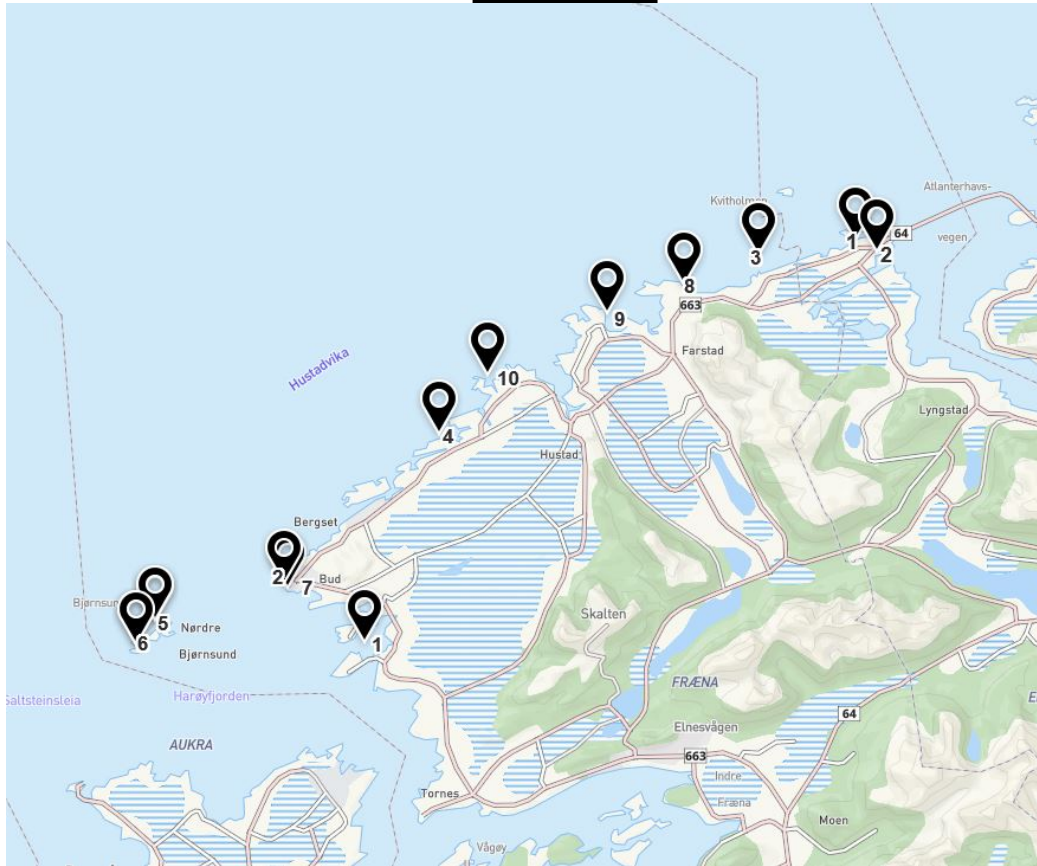 Kvitholmen
Atlanterhavs-
vegen
64
1
2
3
8
663
9
Farstad
Hustadvika
10
Lyngstad
4
Hustad
Bergset
2
7
Bud
5
6
Nørdre
Bjørnsund
1
Skalten
FRÆNA
Saltsteinsleia
Harøyfjorden
64
Elnesvågen
AUKRA
663
Indre
Fræna
Tornes
Moen
Vågøy